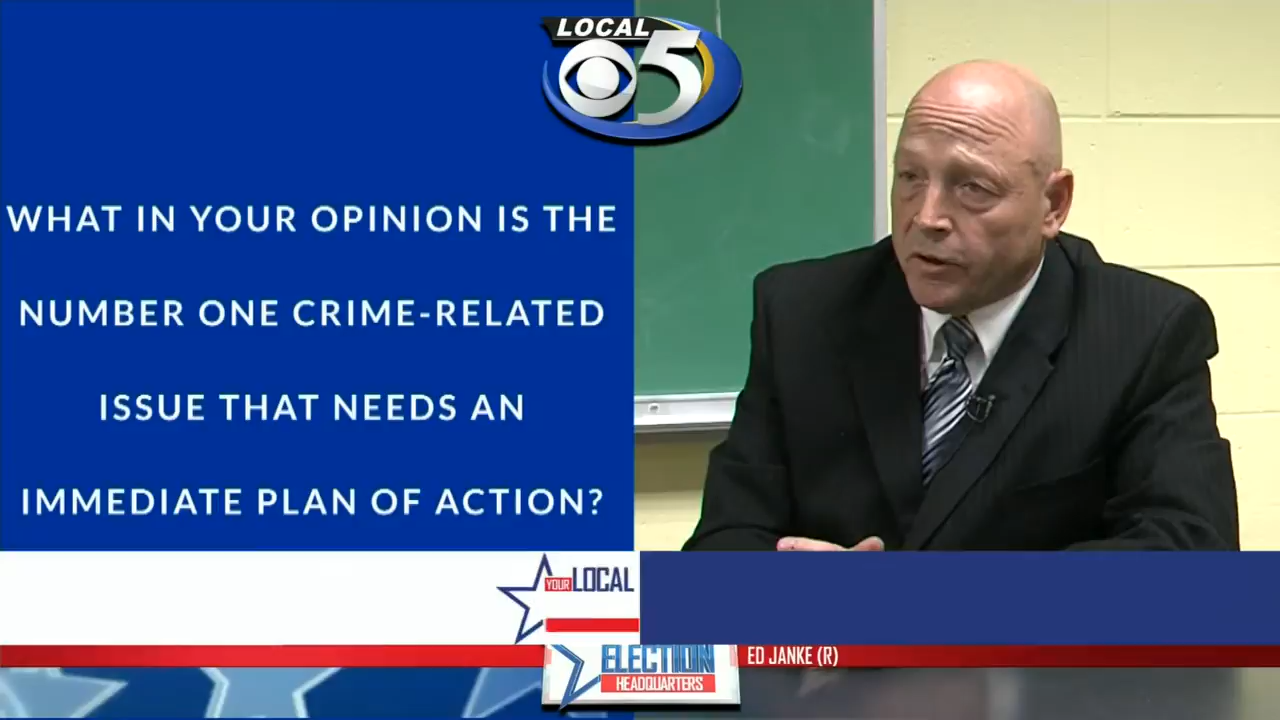 LOCAL
5
WHAT IN YOUR OPINION IS THE
NUMBER ONE CRIME-RELATED
ISSUE THAT NEEDS AN
IMMEDIATE PLAN OF ACTION?
YOUR LOCAL
ELECTION
HEADQUARTERS
ED JANKE (R)